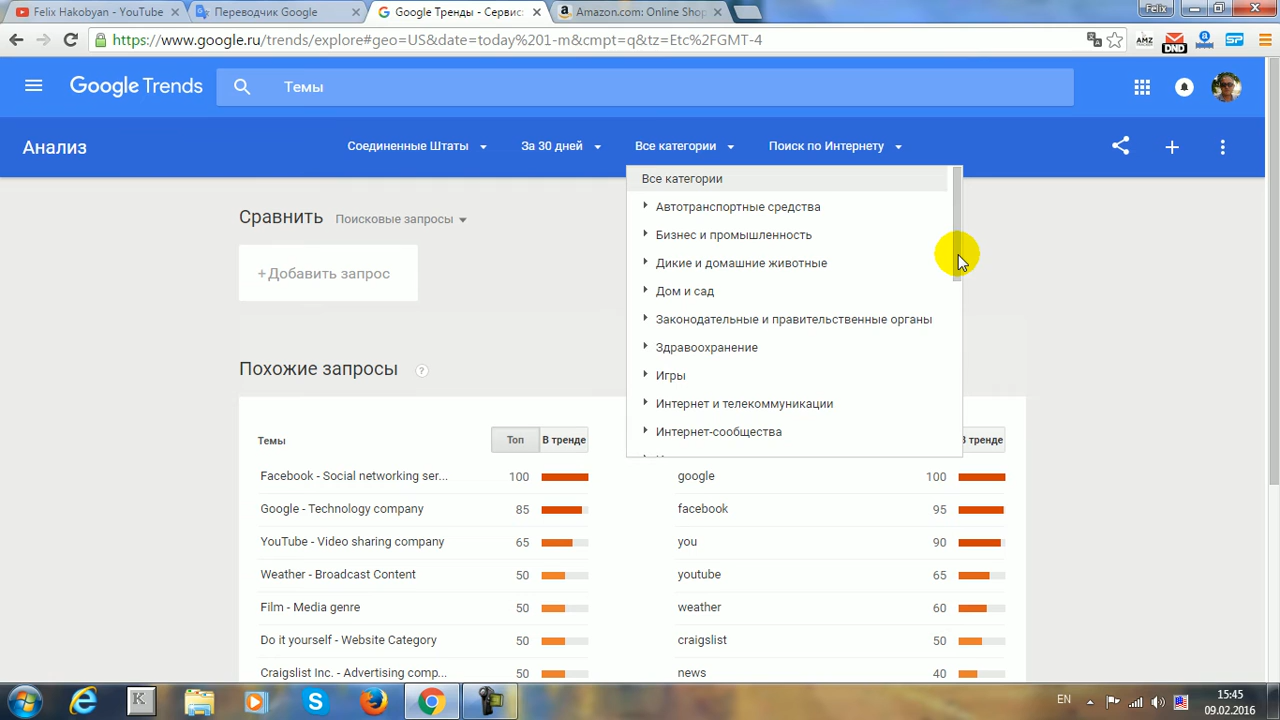 Felix Hakobyan - YouTube
Переводчик Google
Google Тренды - Сервис
Amazon.com: Online Shop
Felix
https://www.google.ru/trends/explore#geo=US&date=today%201-m&cmpt=q&tz=Etc%2FGMT-4
AMZ
DND
SP
Google Trends
Темы
Анализ
Соединенные Штаты
За 30 дней
Все категории
Поиск по Интернету
Все категории
Автотранспортные средства
Бизнес и промышленность
Дикие и домашние животные
Дом и сад
Законодательные и правительственные органы
Здравоохранение
Игры
Интернет и телекоммуникации
Интернет-сообщества
Сравнить
Поисковые запросы
+Добавить запрос
Похожие запросы
?
Темы
Топ
В тренде
В тренде
Facebook - Social networking ser... 100
google 100
Google - Technology company 85
facebook 95
YouTube - Video sharing company 65
you 90
Weather - Broadcast Content 50
youtube 65
Film - Media genre 50
weather 60
Do it yourself - Website Category 50
craigslist 50
Craigslist Inc. - Advertising comp... 50
news 40
K
EN
15:45
09.02.2016